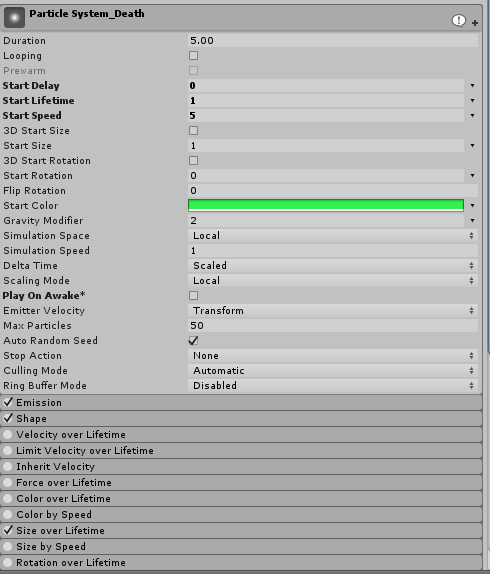 Particle System_Death
Duration 5.00
Looping
Prewarm
Start Delay 0
Start Lifetime 1
Start Speed 5
3D Start Size
Start Size 1
3D Start Rotation
Start Rotation 0
Flip Rotation 0
Start Color
Gravity Modifier 2
Simulation Space Local
Simulation Speed 1
Delta Time Scaled
Scaling Mode Local
Play On Awake*
Emitter Velocity Transform
Max Particles 50
Auto Random Seed
Stop Action None
Culling Mode Automatic
Ring Buffer Mode Disabled
Emission
Shape
Velocity over Lifetime
Limit Velocity over Lifetime
Inherit Velocity
Force over Lifetime
Color over Lifetime
Color by Speed
Size over Lifetime
Size by Speed
Rotation over Lifetime